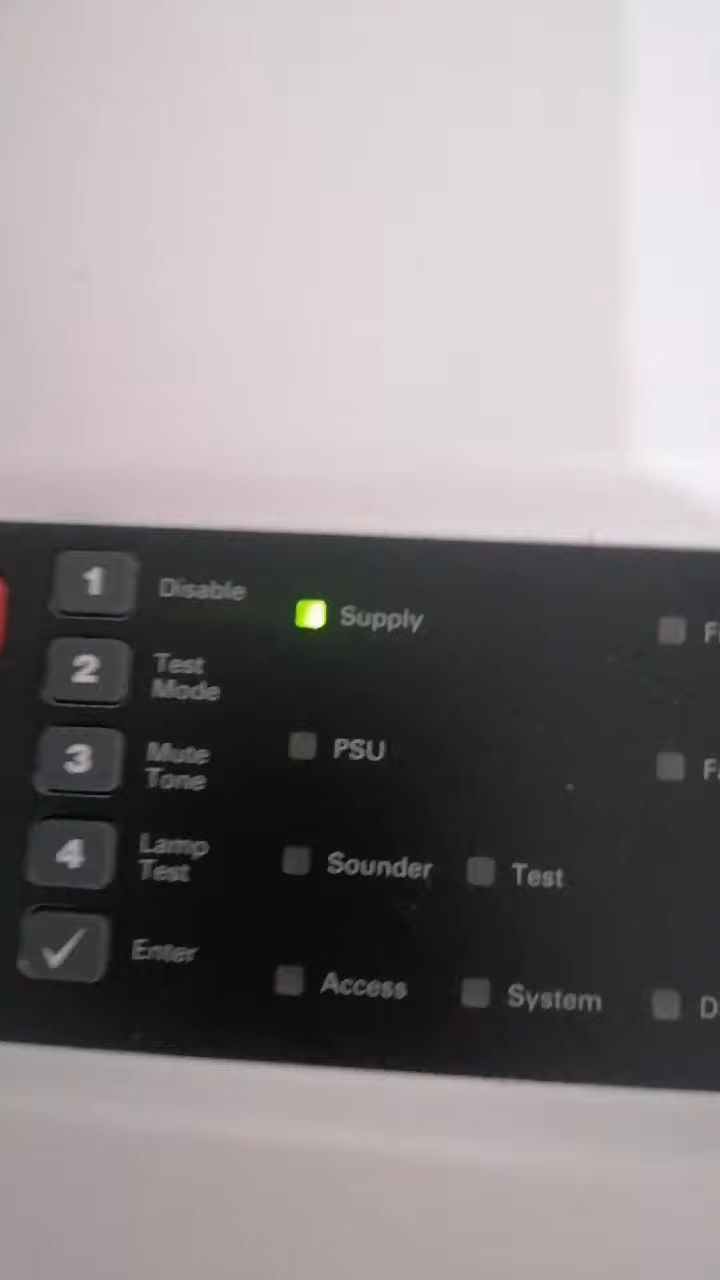 1 Disable
Supply
2 Test
Mode
3 Mute
Tone
PSU
4 Lamp
Test
Sounder
Test
✓ Enter
Access
System